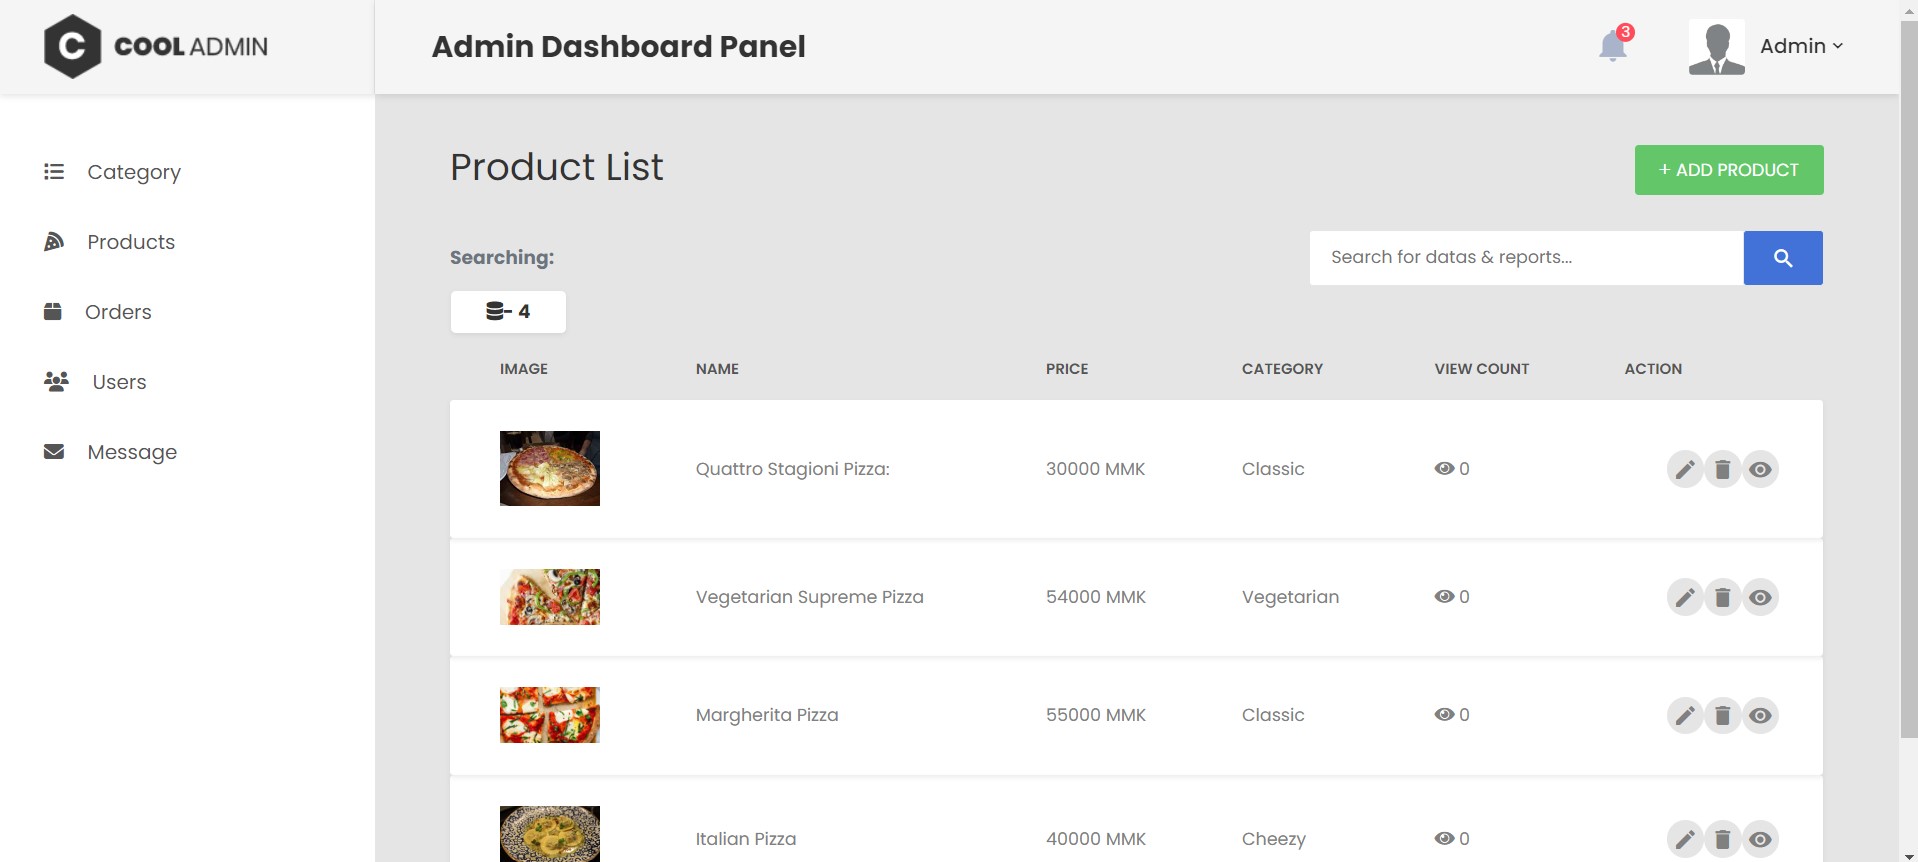 C COOL ADMIN
Admin Dashboard Panel
3
Admin
Category
Products
Orders
Users
Message
Product List
+ ADD PRODUCT
Searching:
Search for datas & reports...
- 4
IMAGE NAME PRICE CATEGORY VIEW COUNT ACTION
Quattro Stagioni Pizza: 30000 MMK Classic 0
Vegetarian Supreme Pizza 54000 MMK Vegetarian 0
Margherita Pizza 55000 MMK Classic 0
Italian Pizza 40000 MMK Cheezy 0